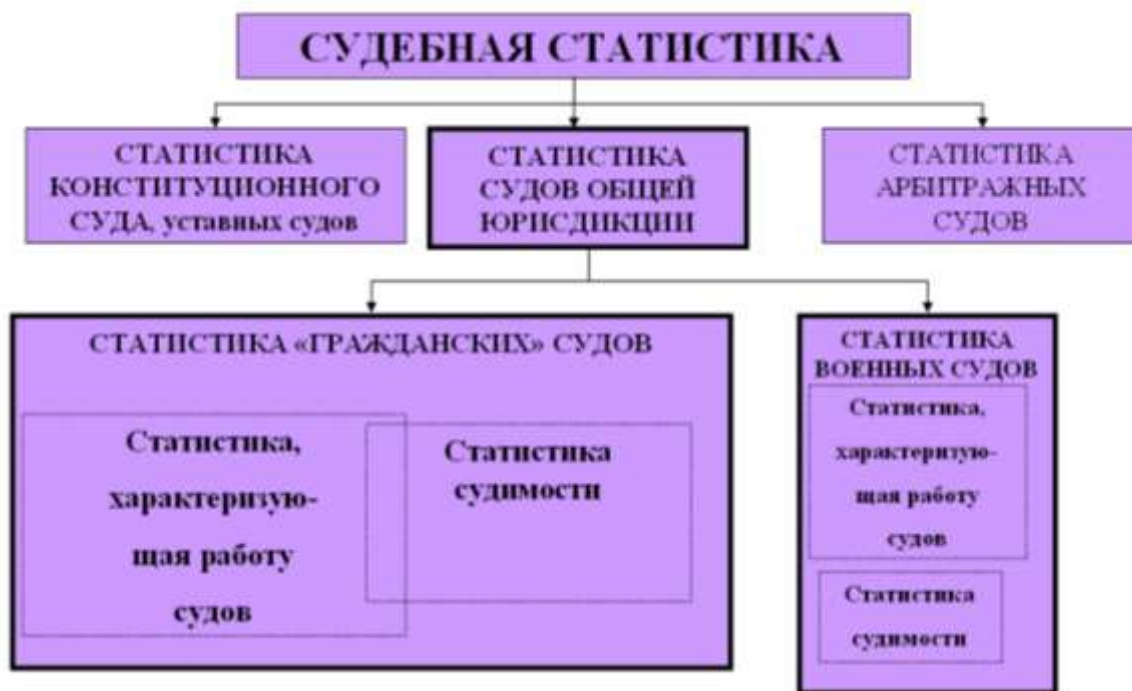 СУДЕБНАЯ СТАТИСТИКА
СТАТИСТИКА
КОНСТИТУЦИОННОГО
СУДА, уставных судов
СТАТИСТИКА
СУДОВ ОБЩЕЙ
ЮРИСДИКЦИИ
СТАТИСТИКА
АРБИТРАЖНЫХ
СУДОВ
СТАТИСТИКА «ГРАЖДАНСКИХ» СУДОВ
Статистика,
характеризую-
щая работу
судов
Статистика
судимости
СТАТИСТИКА
ВОЕННЫХ СУДОВ
Статистика,
характеризую-
щая работу
судов
Статистика
судимости